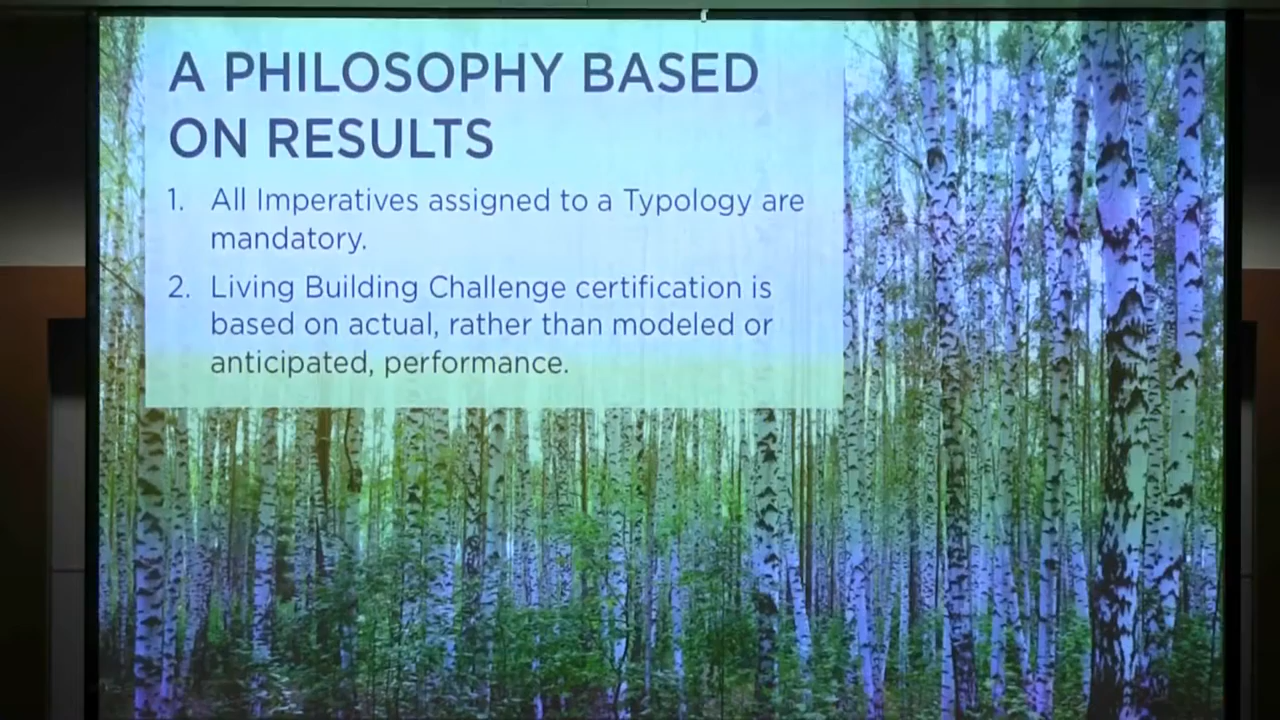 A PHILOSOPHY BASED
ON RESULTS
1. All Imperatives assigned to a Typology are
mandatory.
2. Living Building Challenge certification is
based on actual, rather than modeled or
anticipated, performance.